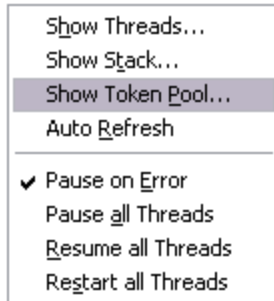 Show Threads...
Show Stack...
Show Token Pool...
Auto Refresh
Pause on Error
Pause all Threads
Resume all Threads
Restart all Threads